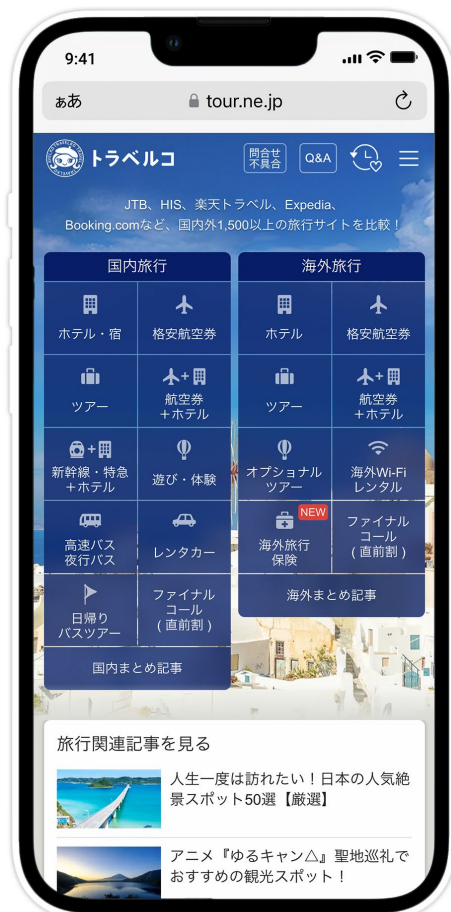 9:41
ぁあ
tour.ne.jp
トラベルコ
問合せ
不具合
Q&A
JTB、HIS、楽天トラベル、Expedia、
Booking.comなど、国内外1,500以上の旅行サイトを比較！
国内旅行
ホテル・宿
格安航空券
ツアー
航空券
＋ホテル
新幹線・特急
＋ホテル
遊び・体験
高速バス
夜行バス
レンタカー
日帰り
バスツアー
ファイナル
コール
(直前割)
国内まとめ記事
海外旅行
ホテル
格安航空券
ツアー
航空券
＋ホテル
オプショナル
ツアー
海外Wi-Fi
レンタル
NEW
海外旅行
保険
ファイナル
コール
(直前割)
海外まとめ記事
旅行関連記事を見る
人生一度は訪れたい！日本の人気絶
景スポット50選【厳選】
アニメ『ゆるキャン△』聖地巡礼で
おすすめの観光スポット！